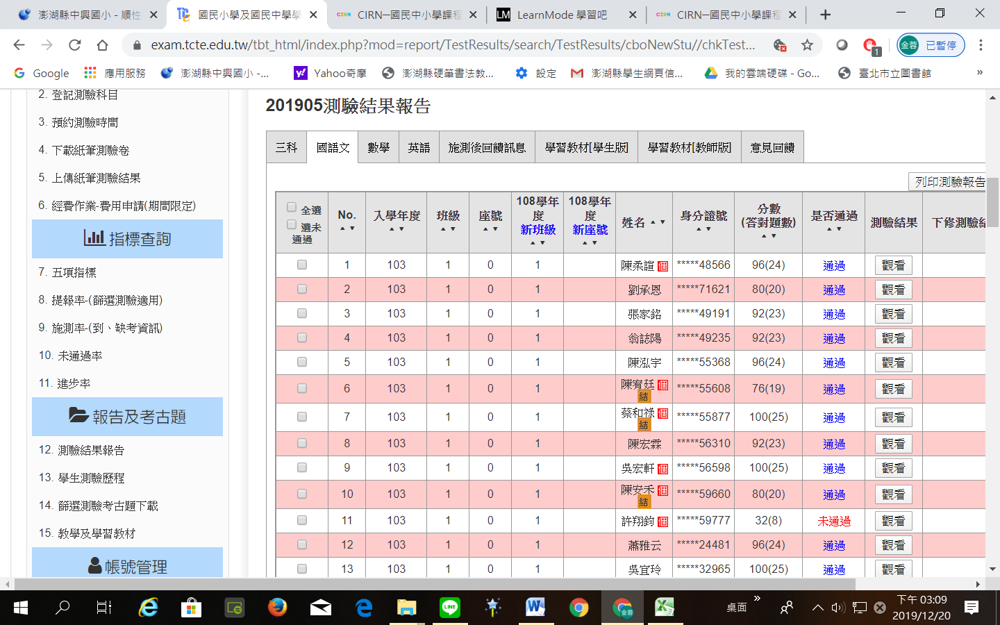 澎湖縣中興國小 - 順性
國民小學及國民中學學
CIRN─國民中小學課程
LearnMode 學習吧
CIRN─國民中小學課程
exam.tcte.edu.tw/tbt_html/index.php?mod=report/TestResults/search/TestResults/cboNewStu//chkTest...
金蓉 已暫停
Google 應用服務 澎湖縣中興國小 -... Yahoo奇摩 澎湖縣硬筆書法教... 設定 澎湖縣學生網頁信... 我的雲端硬碟 - Go... 臺北市立圖書館 »
2. 登記測驗科目
3. 預約測驗時間
4. 下載紙筆測驗卷
5. 上傳紙筆測驗結果
6. 經費作業-費用申請(期間限定)
指標查詢
7. 五項指標
8. 提報率-(篩選測驗適用)
9. 施測率-(到、缺考資訊)
10. 未通過率
11. 進步率
報告及考古題
12. 測驗結果報告
13. 學生測驗歷程
14. 篩選測驗考古題下載
15. 教學及學習教材
帳號管理
201905測驗結果報告
三科 國語文 數學 英語 施測後回饋訊息 學習教材[學生版] 學習教材[教師版] 意見回饋
列印測驗報告
全選 選未通過 No. 入學年度 班級 座號 108學年度新班級 108學年度新座號 姓名 身分證號 分數(答對題數) 是否通過 測驗結果 下修測驗結
1 103 1 0 1 陳柔諠 個 *****48566 96(24) 通過 觀看
2 103 1 0 1 劉承恩 *****71621 80(20) 通過 觀看
3 103 1 0 1 張家銘 *****49191 92(23) 通過 觀看
4 103 1 0 1 翁誌陽 *****49235 92(23) 通過 觀看
5 103 1 0 1 陳泓宇 *****55368 96(24) 通過 觀看
6 103 1 0 1 陳宥廷 個 結 *****55608 76(19) 通過 觀看
7 103 1 0 1 蔡和祿 個 結 *****55877 100(25) 通過 觀看
8 103 1 0 1 陳宏霖 *****56310 92(23) 通過 觀看
9 103 1 0 1 吳宏軒 個 *****56598 100(25) 通過 觀看
10 103 1 0 1 陳安禾 個 結 *****59660 80(20) 通過 觀看
11 103 1 0 1 許翔鈞 個 *****59777 32(8) 未通過 觀看
12 103 1 0 1 蕭雅云 *****24481 96(24) 通過 觀看
13 103 1 0 1 吳宜玲 *****32965 100(25) 通過 觀看
桌面 »
下午 03:09
2019/12/20